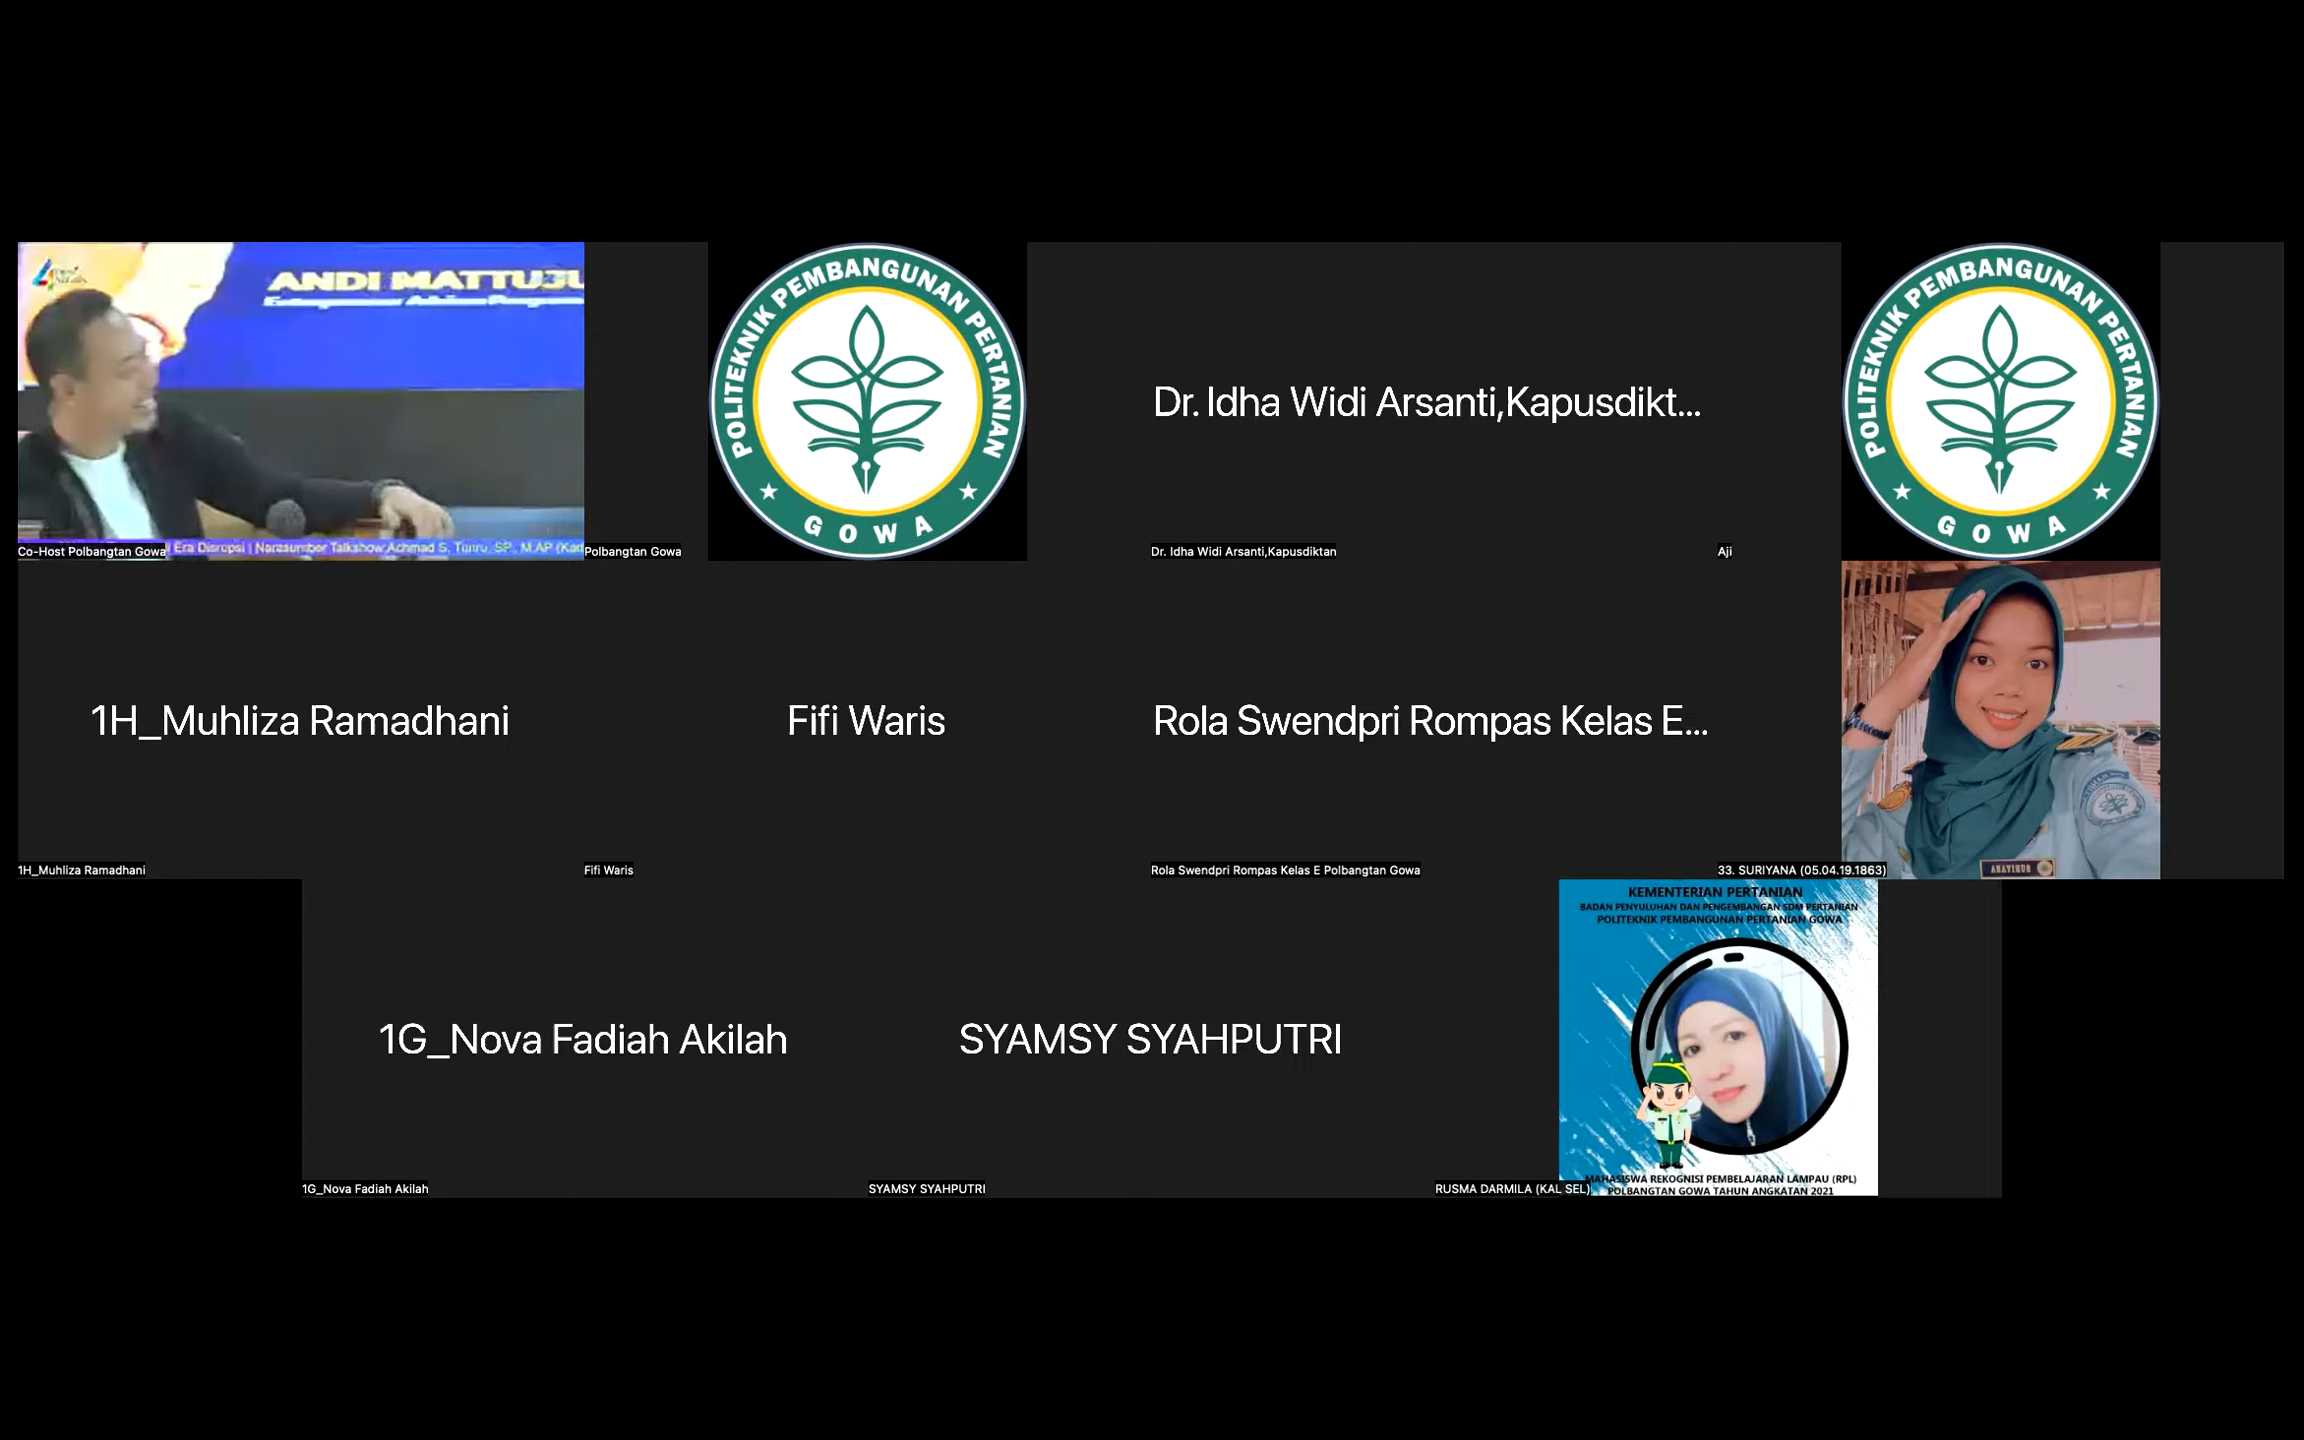 ANDI MATTUJU
Co-Host Polbangtan Gowa
Era Disrupsi | Narasumber Talkshow Achmad S. SP., M.AP
POLITEKNIK PEMBANGUNAN PERTANIAN
GOWA
Polbangtan Gowa
Dr. Idha Widi Arsanti,Kapusdikt...
Dr. Idha Widi Arsanti,Kapusdiktan
POLITEKNIK PEMBANGUNAN PERTANIAN
GOWA
Aji
1H_Muhliza Ramadhani
1H_Muhliza Ramadhani
Fifi Waris
Fifi Waris
Rola Swendpri Rompas Kelas E...
Rola Swendpri Rompas Kelas E Polbangtan Gowa
33. SURIYANA (05.04.19.1863)
1G_Nova Fadiah Akilah
1G_Nova Fadiah Akilah
SYAMSY SYAHPUTRI
SYAMSY SYAHPUTRI
KEMENTERIAN PERTANIAN
BADAN PENYULUHAN DAN PENGEMBANGAN SDM PERTANIAN
POLITEKNIK PEMBANGUNAN PERTANIAN GOWA
MAHASISWA REKOGNISI PEMBELAJARAN LAMPAU (RPL)
POLBANGTAN GOWA TAHUN ANGKATAN 2021
RUSMA DARMILA (KAL SEL)